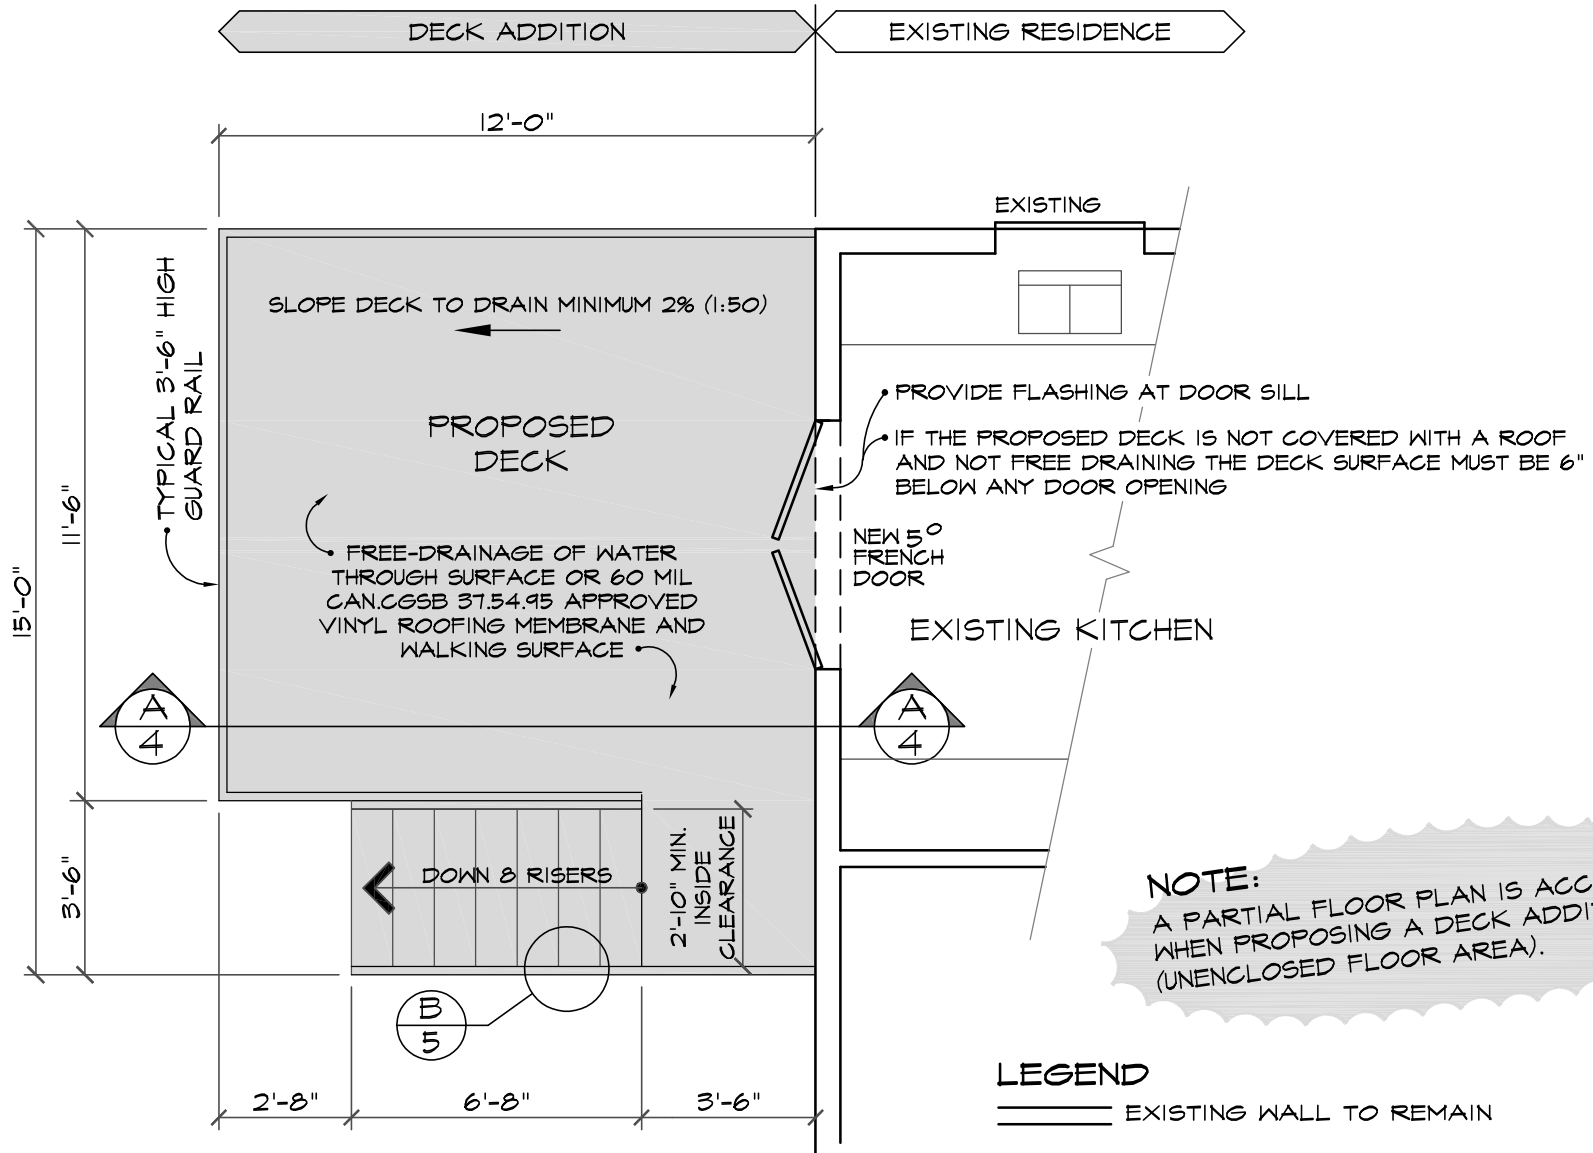 DECK ADDITION
EXISTING RESIDENCE
12'-0"
EXISTING
SLOPE DECK TO DRAIN MINIMUM 2% (1:50)
TYPICAL 3'-6" HIGH
GUARD RAIL
PROPOSED
DECK
PROVIDE FLASHING AT DOOR SILL
IF THE PROPOSED DECK IS NOT COVERED WITH A ROOF
AND NOT FREE DRAINING THE DECK SURFACE MUST BE 6"
BELOW ANY DOOR OPENING
11'-6"
15'-0"
NEW 5⁰
FRENCH
DOOR
FREE-DRAINAGE OF WATER
THROUGH SURFACE OR 60 MIL
CAN.CGSB 37.54.95 APPROVED
VINYL ROOFING MEMBRANE AND
WALKING SURFACE
EXISTING KITCHEN
A
4
A
4
3'-6"
DOWN 8 RISERS
2'-10" MIN.
INSIDE
CLEARANCE
NOTE:
A PARTIAL FLOOR PLAN IS ACC
WHEN PROPOSING A DECK ADDI
(UNENCLOSED FLOOR AREA).
B
5
2'-8"
6'-8"
3'-6"
LEGEND
EXISTING WALL TO REMAIN